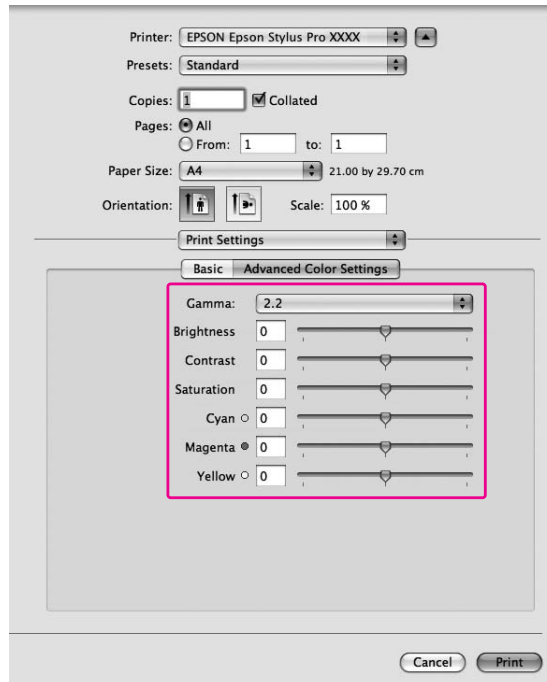 Printer: EPSON Epson Stylus Pro XXXX
Presets: Standard
Copies: 1 Collated
Pages: All
From: 1 to: 1
Paper Size: A4 21.00 by 29.70 cm
Orientation: Scale: 100 %
Print Settings
Basic Advanced Color Settings
Gamma: 2.2
Brightness 0
Contrast 0
Saturation 0
Cyan 0
Magenta 0
Yellow 0
Cancel Print